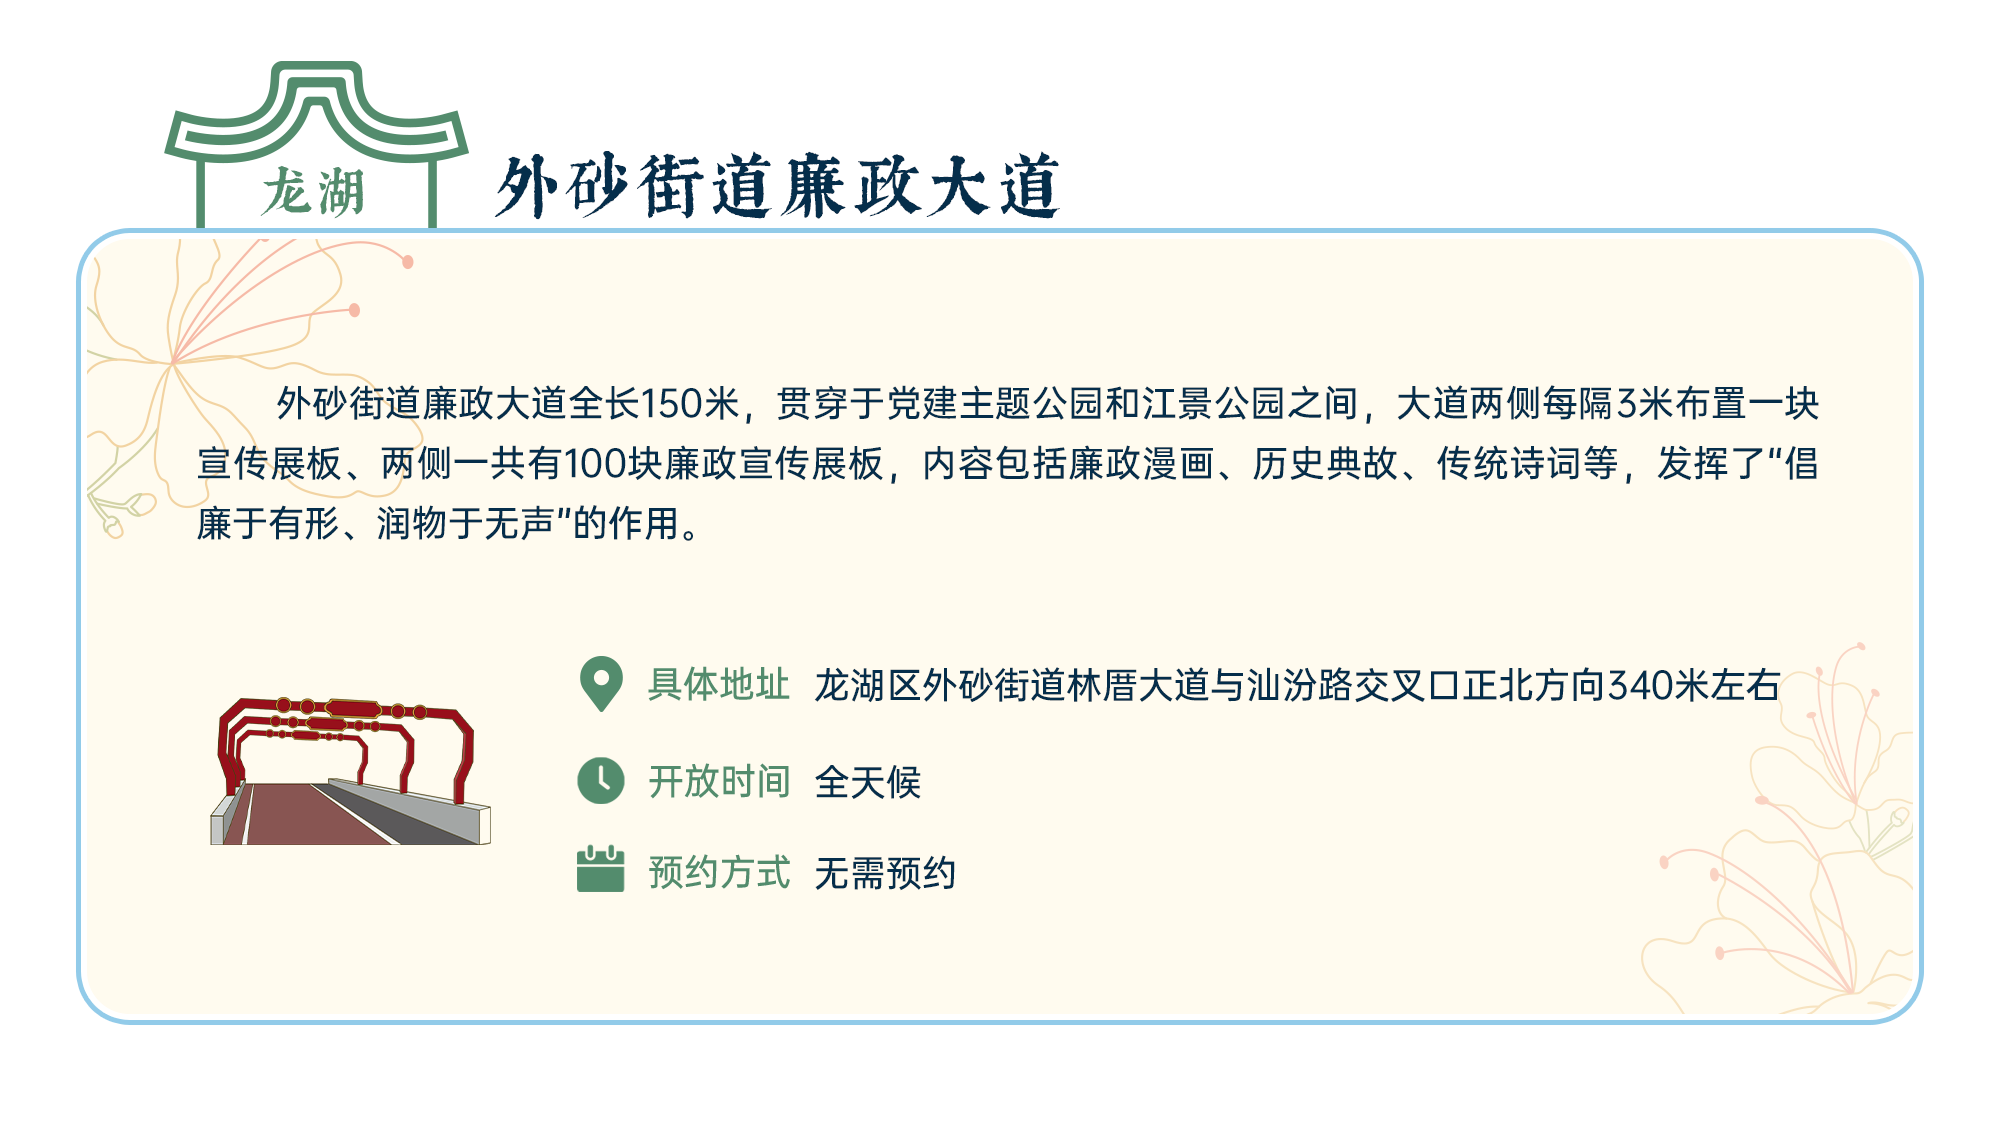 龙湖
外砂街道廉政大道
外砂街道廉政大道全长150米，贯穿于党建主题公园和江景公园之间，大道两侧每隔3米布置一块
宣传展板、两侧一共有100块廉政宣传展板，内容包括廉政漫画、历史典故、传统诗词等，发挥了“倡
廉于有形、润物于无声”的作用。
具体地址 龙湖区外砂街道林厝大道与汕汾路交叉口正北方向340米左右
开放时间 全天候
预约方式 无需预约